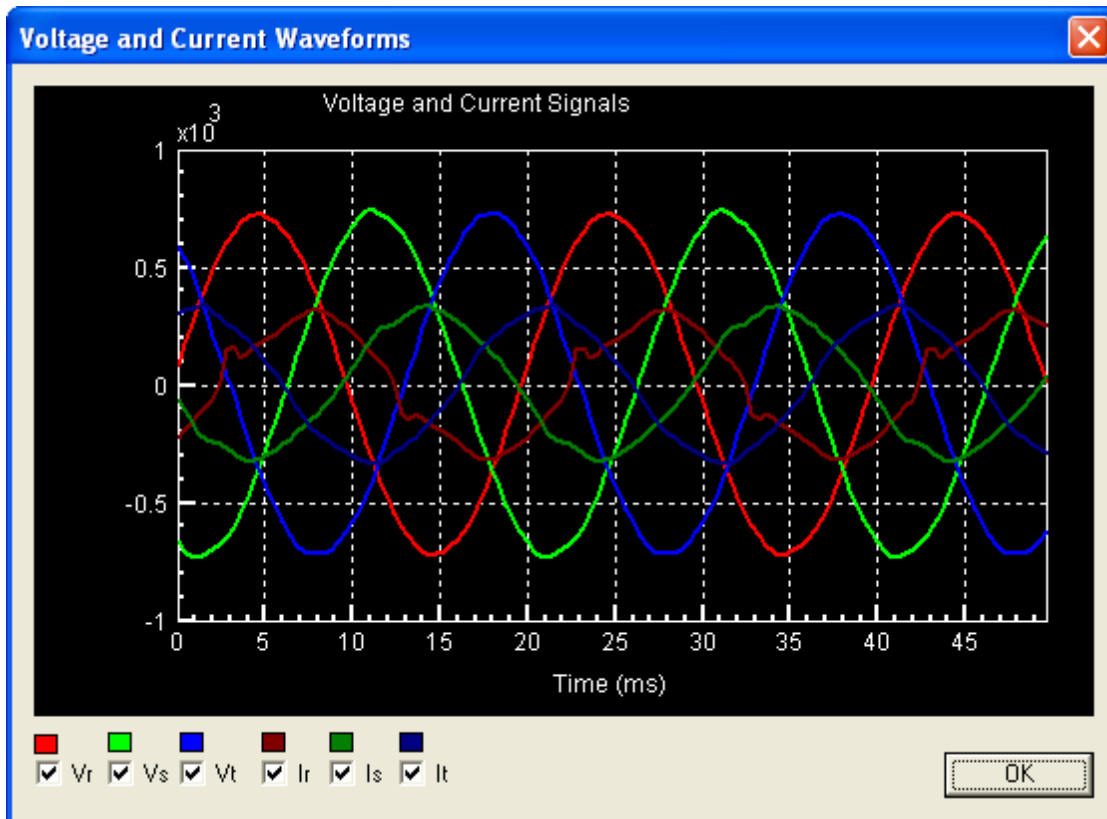 Voltage and Current Waveforms
Voltage and Current Signals
x10 3
1
0.5
0
-0.5
-1
0 5 10 15 20 25 30 35 40 45
Time (ms)
Vr Vs Vt Ir Is It
OK